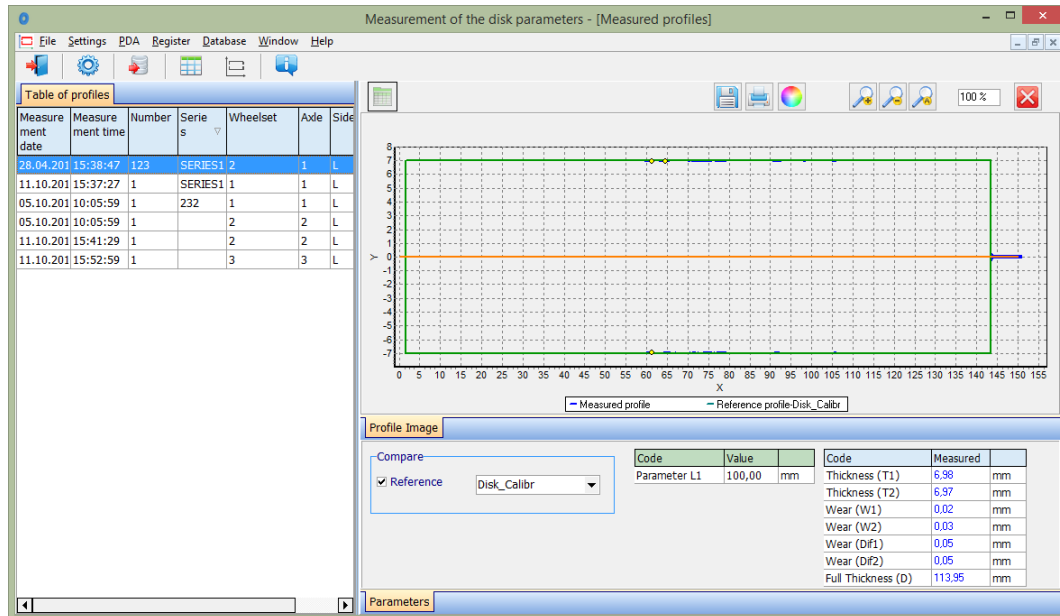 Measurement of the disk parameters - [Measured profiles]
File Settings PDA Register Database Window Help
Table of profiles
100 %
Measure ment date Measure ment time Number Serie s Wheelset Axle Side
28.04.201 15:38:47 123 SERIES1 2 1 L
11.10.201 15:37:27 1 SERIES1 1 1 L
05.10.201 10:05:59 1 232 1 1 L
05.10.201 10:05:59 1 2 2 L
11.10.201 15:41:29 1 2 2 L
11.10.201 15:52:59 1 3 3 L
8
7
6
5
4
3
2
1
0
-1
-2
-3
-4
-5
-6
-7
Y
0 5 10 15 20 25 30 35 40 45 50 55 60 65 70 75 80 85 90 95 100 105 110 115 120 125 130 135 140 145 150 155
X
Measured profile Reference profile-Disk_Calibr
Profile Image
Compare
Reference Disk_Calibr
Code Value
Parameter L1 100,00 mm
Code Measured
Thickness (T1) 6,98 mm
Thickness (T2) 6,97 mm
Wear (W1) 0,02 mm
Wear (W2) 0,03 mm
Wear (Dif1) 0,05 mm
Wear (Dif2) 0,05 mm
Full Thickness (D) 113,95 mm
Parameters